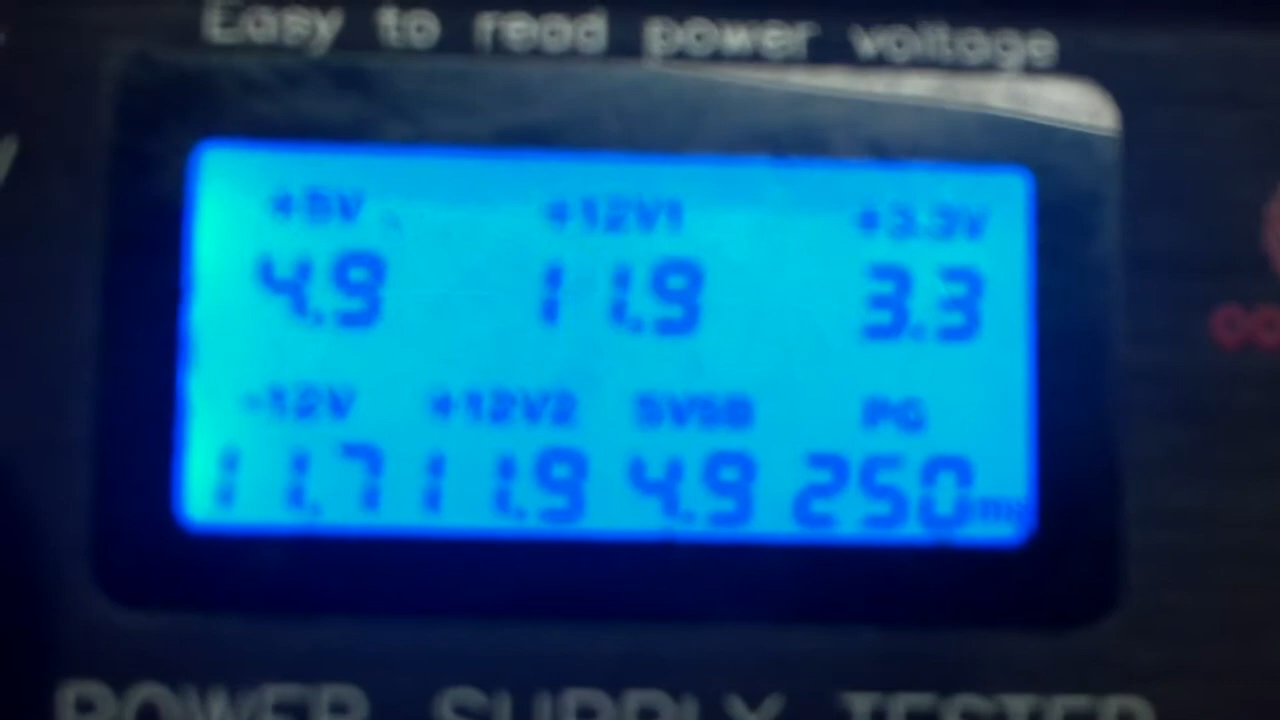 Easy to read power voltage
+5V +12V1 +3.3V
4.9 11.9 3.3
-12V +12V2 5VSB PG
11.7 11.9 4.9 250ms
POWER SUPPLY TESTER